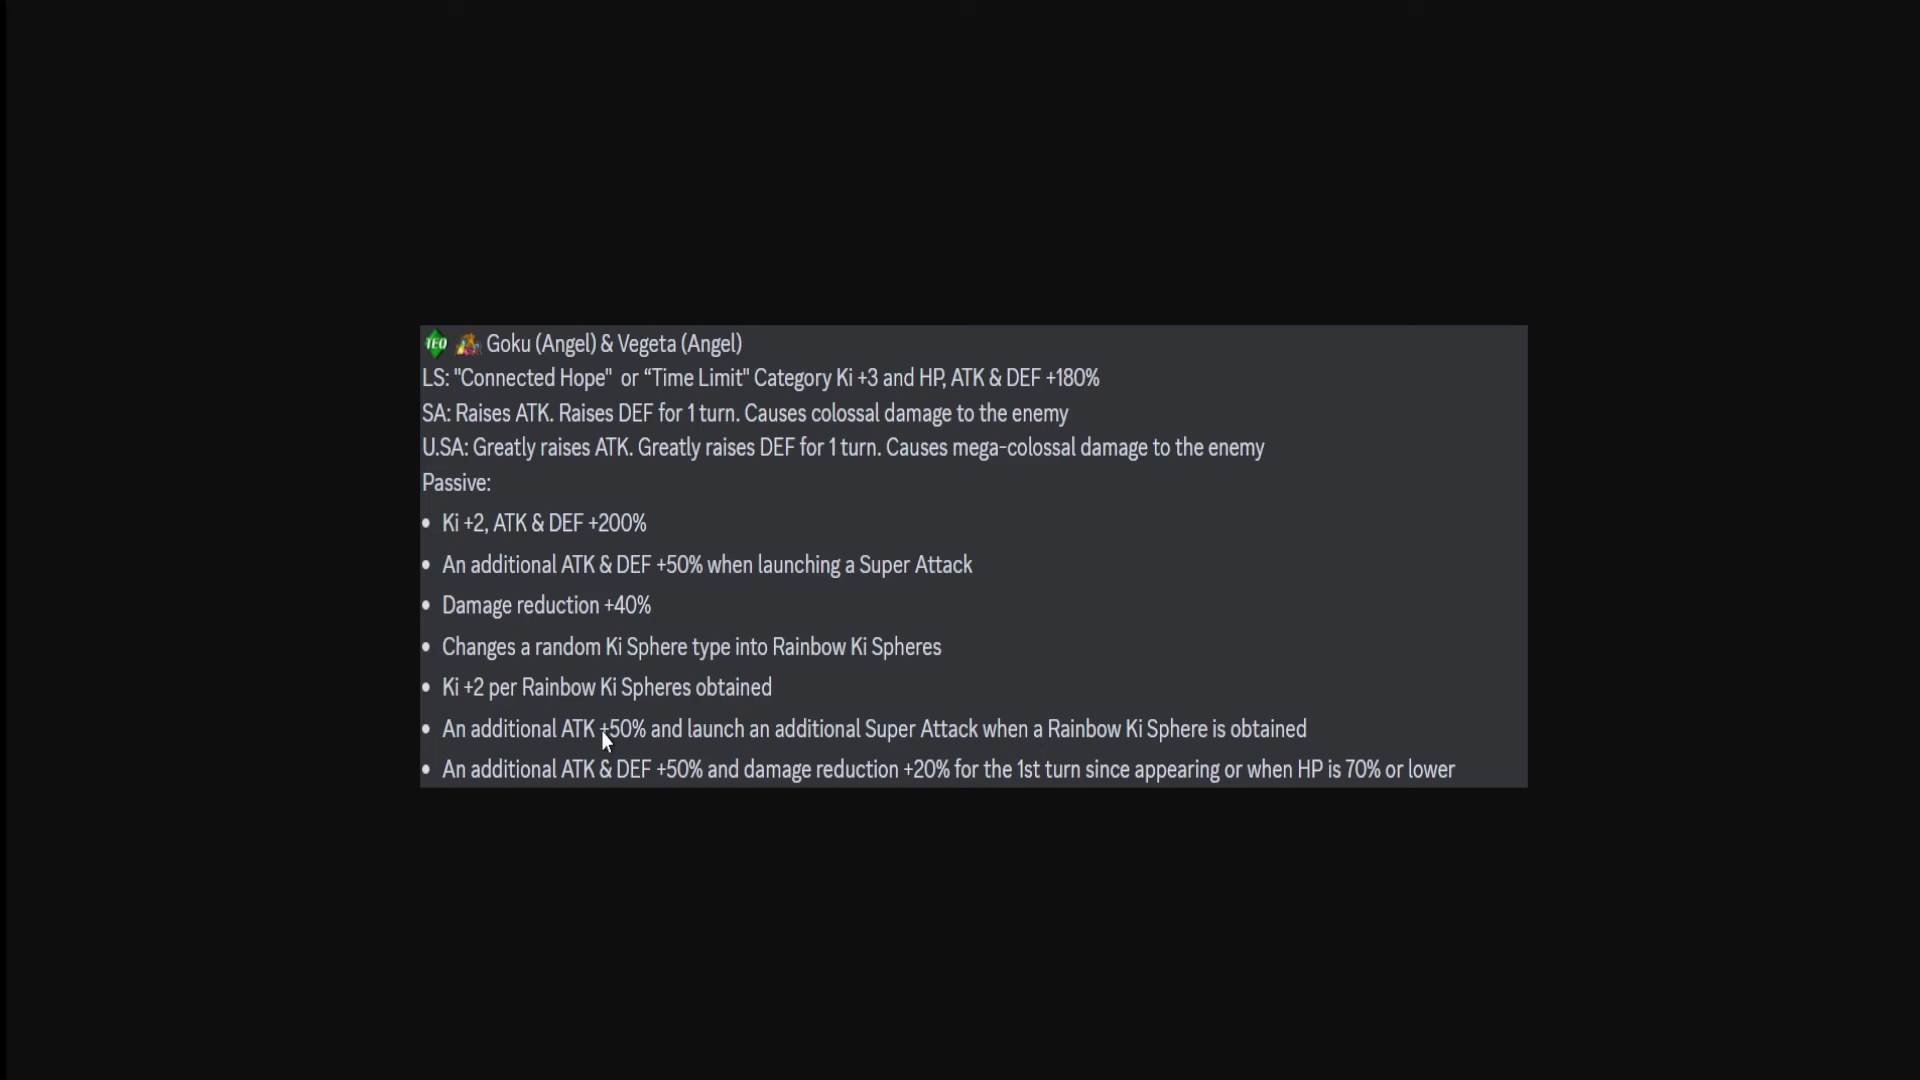 TEQ Goku (Angel) & Vegeta (Angel)
LS: "Connected Hope" or “Time Limit" Category Ki +3 and HP, ATK & DEF +180%
SA: Raises ATK. Raises DEF for 1 turn. Causes colossal damage to the enemy
U.SA: Greatly raises ATK. Greatly raises DEF for 1 turn. Causes mega-colossal damage to the enemy
Passive:
• Ki +2, ATK & DEF +200%
• An additional ATK & DEF +50% when launching a Super Attack
• Damage reduction +40%
• Changes a random Ki Sphere type into Rainbow Ki Spheres
• Ki +2 per Rainbow Ki Spheres obtained
• An additional ATK +50% and launch an additional Super Attack when a Rainbow Ki Sphere is obtained
• An additional ATK & DEF +50% and damage reduction +20% for the 1st turn since appearing or when HP is 70% or lower